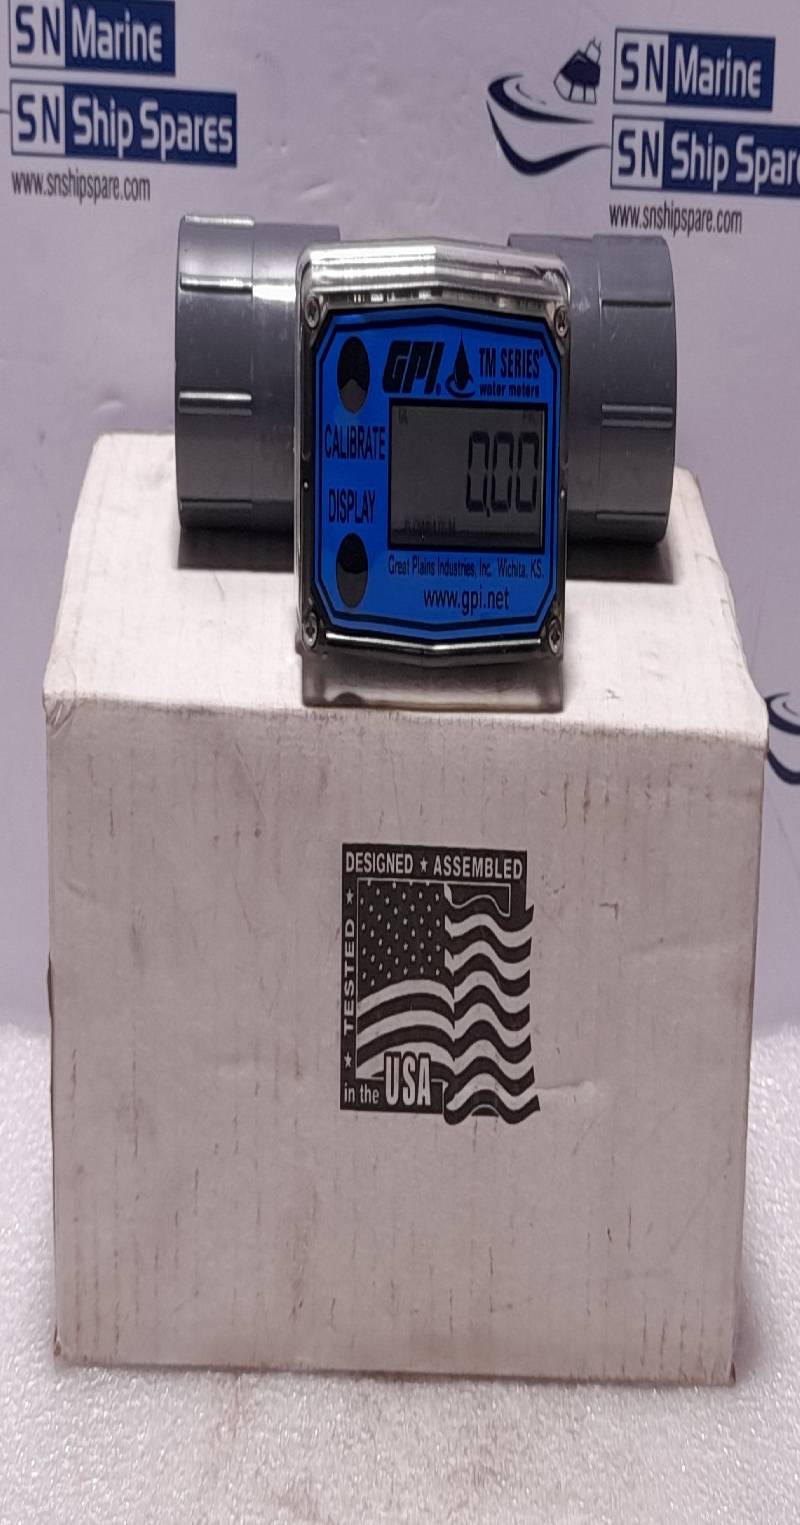 SN Marine
SN Ship Spares
www.snshipspare.com
SN Marine
SN Ship Spare
www.snshipspare.com
GPI®
TM SERIES
water meters
CALIBRATE
DISPLAY
0.00
Great Plains Industries, Inc. Wichita, KS.
www.gpi.net
DESIGNED ★ ASSEMBLED
★ TESTED ★
in the USA